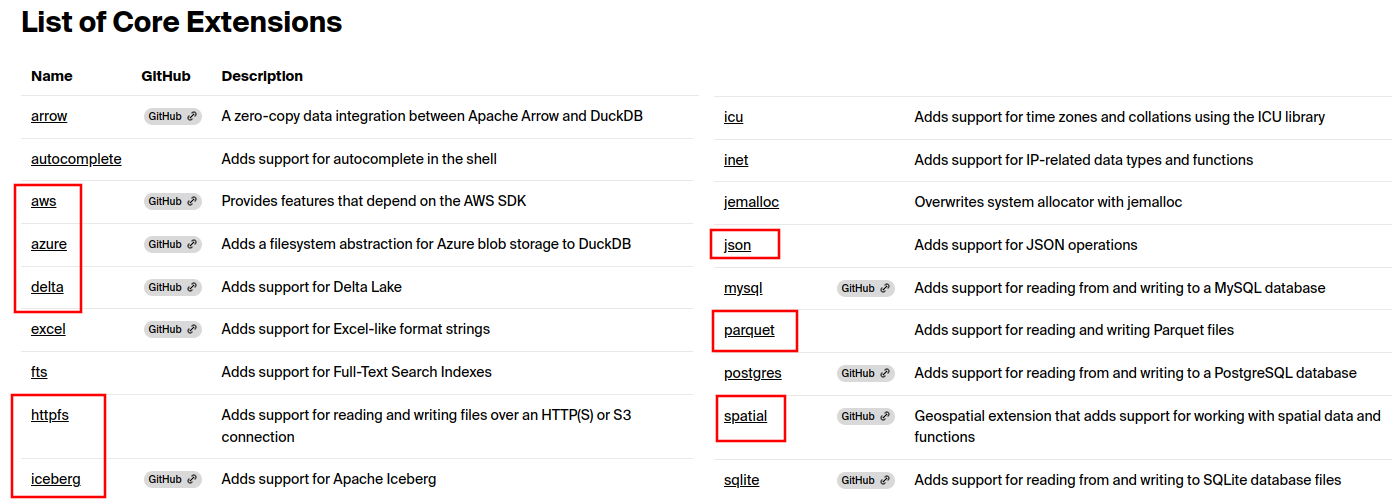 List of Core Extensions
Name GitHub Description
arrow GitHub A zero-copy data integration between Apache Arrow and DuckDB
autocomplete Adds support for autocomplete in the shell
aws GitHub Provides features that depend on the AWS SDK
azure GitHub Adds a filesystem abstraction for Azure blob storage to DuckDB
delta GitHub Adds support for Delta Lake
excel GitHub Adds support for Excel-like format strings
fts Adds support for Full-Text Search Indexes
httpfs Adds support for reading and writing files over an HTTP(S) or S3
connection
iceberg GitHub Adds support for Apache Iceberg
icu Adds support for time zones and collations using the ICU library
inet Adds support for IP-related data types and functions
jemalloc Overwrites system allocator with jemalloc
json Adds support for JSON operations
mysql GitHub Adds support for reading from and writing to a MySQL database
parquet Adds support for reading and writing Parquet files
postgres GitHub Adds support for reading from and writing to a PostgreSQL database
spatial GitHub Geospatial extension that adds support for working with spatial data and
functions
sqlite GitHub Adds support for reading from and writing to SQLite database files